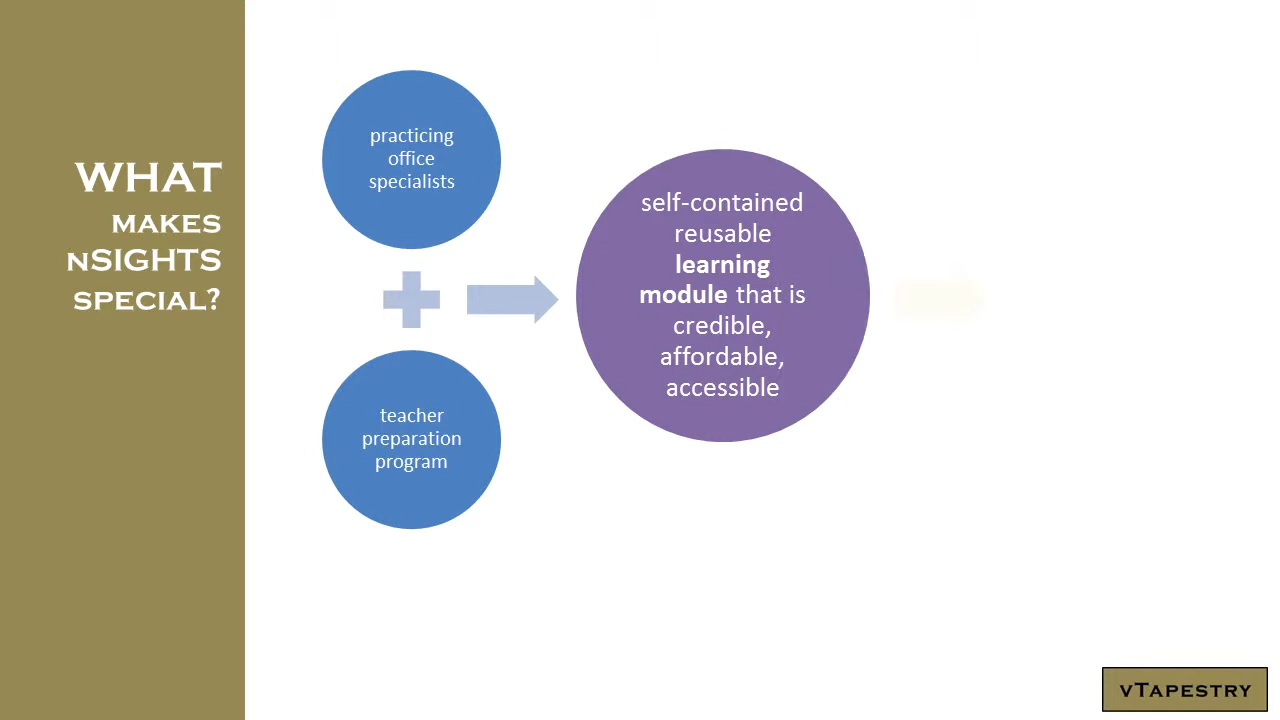 WHAT
MAKES
nSIGHTS
SPECIAL?
practicing
office
specialists
teacher
preparation
program
self-contained
reusable
learning
module that is
credible,
affordable,
accessible
vTAPESTRY